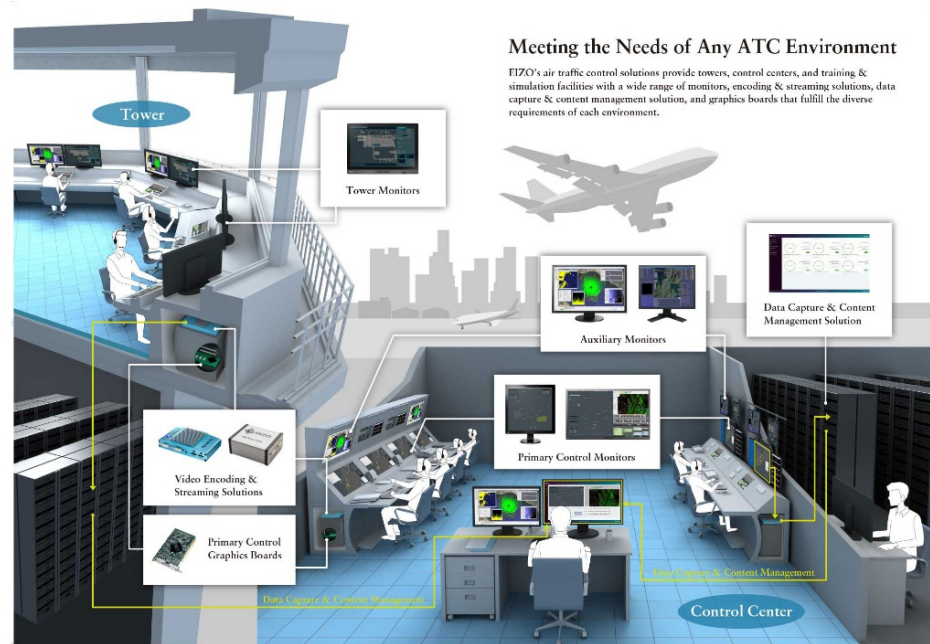 Meeting the Needs of Any ATC Environment
EIZO's air traffic control solutions provide towers, control centers, and training &
simulation facilities with a wide range of monitors, encoding & streaming solutions, data
capture & content management solution, and graphics boards that fulfill the diverse
requirements of each environment.
Tower
Tower Monitors
Data Capture & Content
Management Solution
Auxiliary Monitors
Primary Control Monitors
Video Encoding &
Streaming Solutions
Primary Control
Graphics Boards
Data Capture & Content Management
Data Capture & Content Management
Control Center